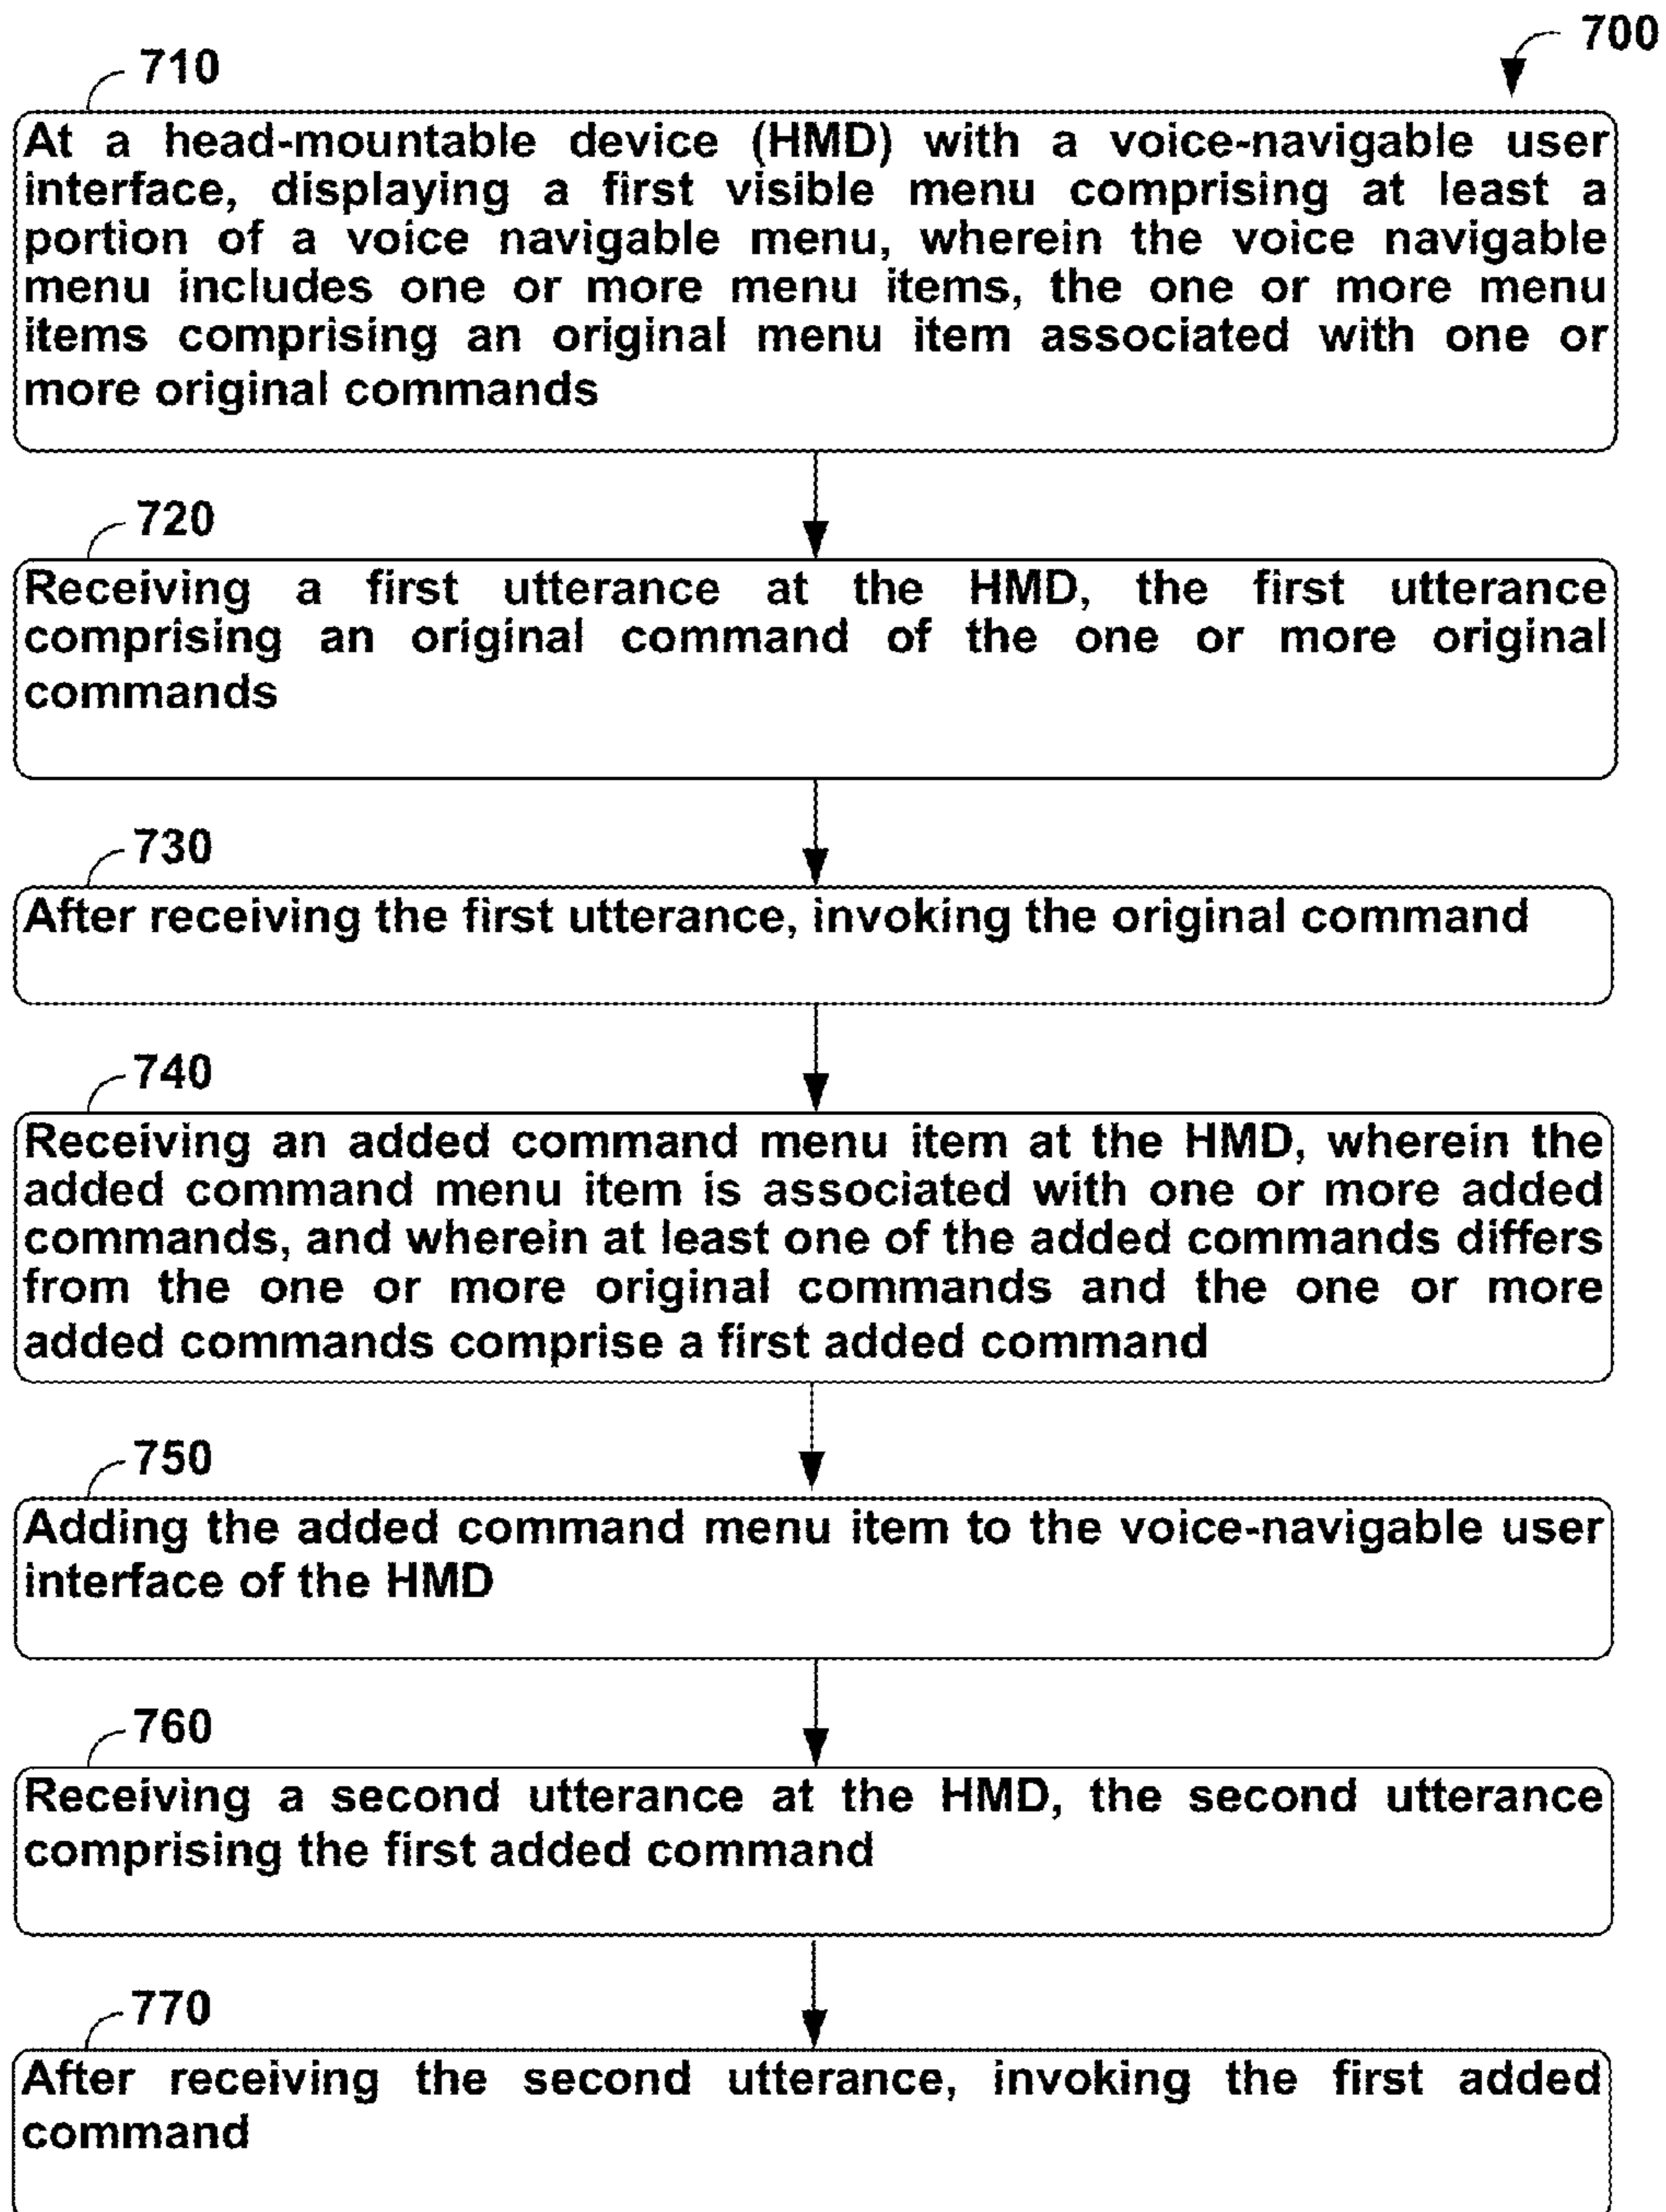 700
710
At a head-mountable device (HMD) with a voice-navigable user
interface, displaying a first visible menu comprising at least a
portion of a voice navigable menu, wherein the voice navigable
menu includes one or more menu items, the one or more menu
items comprising an original menu item associated with one or
more original commands
720
Receiving a first utterance at the HMD, the first utterance
comprising an original command of the one or more original
commands
730
After receiving the first utterance, invoking the original command
740
Receiving an added command menu item at the HMD, wherein the
added command menu item is associated with one or more added
commands, and wherein at least one of the added commands differs
from the one or more original commands and the one or more
added commands comprise a first added command
750
Adding the added command menu item to the voice-navigable user
interface of the HMD
760
Receiving a second utterance at the HMD, the second utterance
comprising the first added command
770
After receiving the second utterance, invoking the first added
command